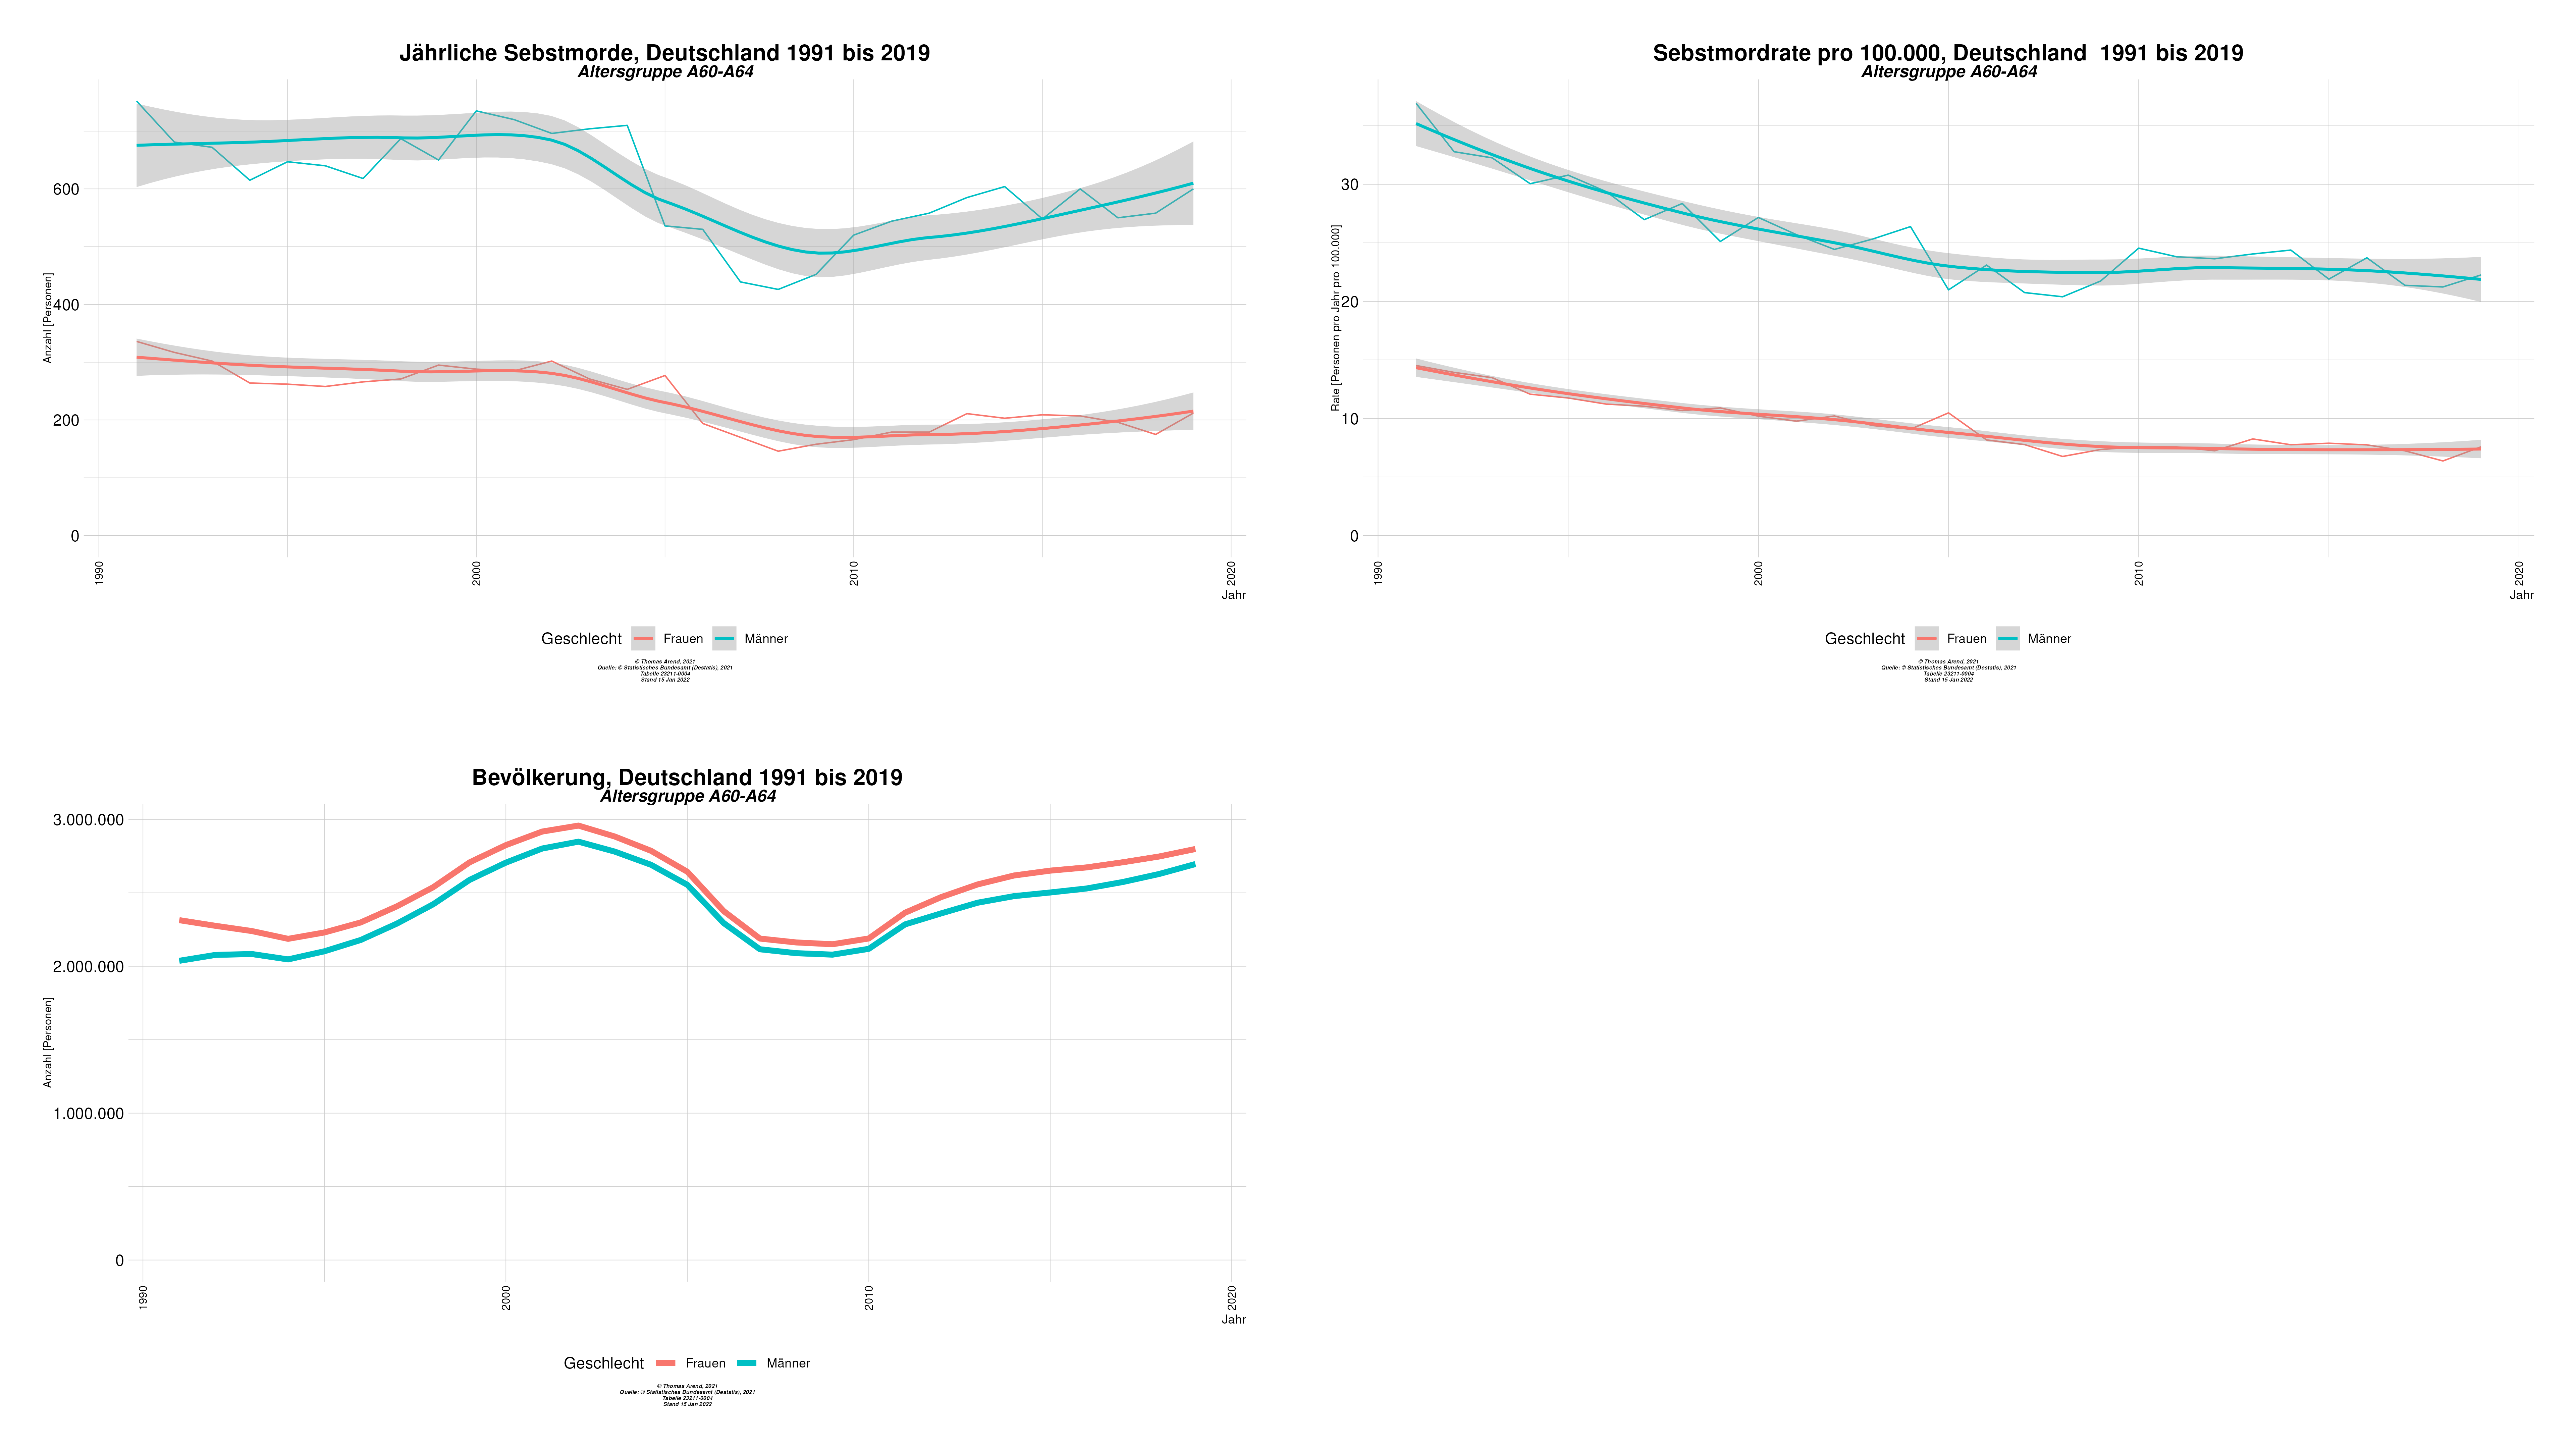 Jährliche Sebstmorde, Deutschland 1991 bis 2019
Altersgruppe A60-A64
Anzahl [Personen]
600
400
200
0
1990
2000
2010
2020
Jahr
Geschlecht Frauen Männer
© Thomas Arend, 2021
Quelle: © Statistisches Bundesamt (Destatis), 2021
Tabelle 23211-0004
Stand 15 Jan 2022
Sebstmordrate pro 100.000, Deutschland  1991 bis 2019
Altersgruppe A60-A64
Rate [Personen pro Jahr pro 100.000]
30
20
10
0
1990
2000
2010
2020
Jahr
Geschlecht Frauen Männer
© Thomas Arend, 2021
Quelle: © Statistisches Bundesamt (Destatis), 2021
Tabelle 23211-0004
Stand 15 Jan 2022
Bevölkerung, Deutschland 1991 bis 2019
Altersgruppe A60-A64
Anzahl [Personen]
3.000.000
2.000.000
1.000.000
0
1990
2000
2010
2020
Jahr
Geschlecht Frauen Männer
© Thomas Arend, 2021
Quelle: © Statistisches Bundesamt (Destatis), 2021
Tabelle 23211-0004
Stand 15 Jan 2022